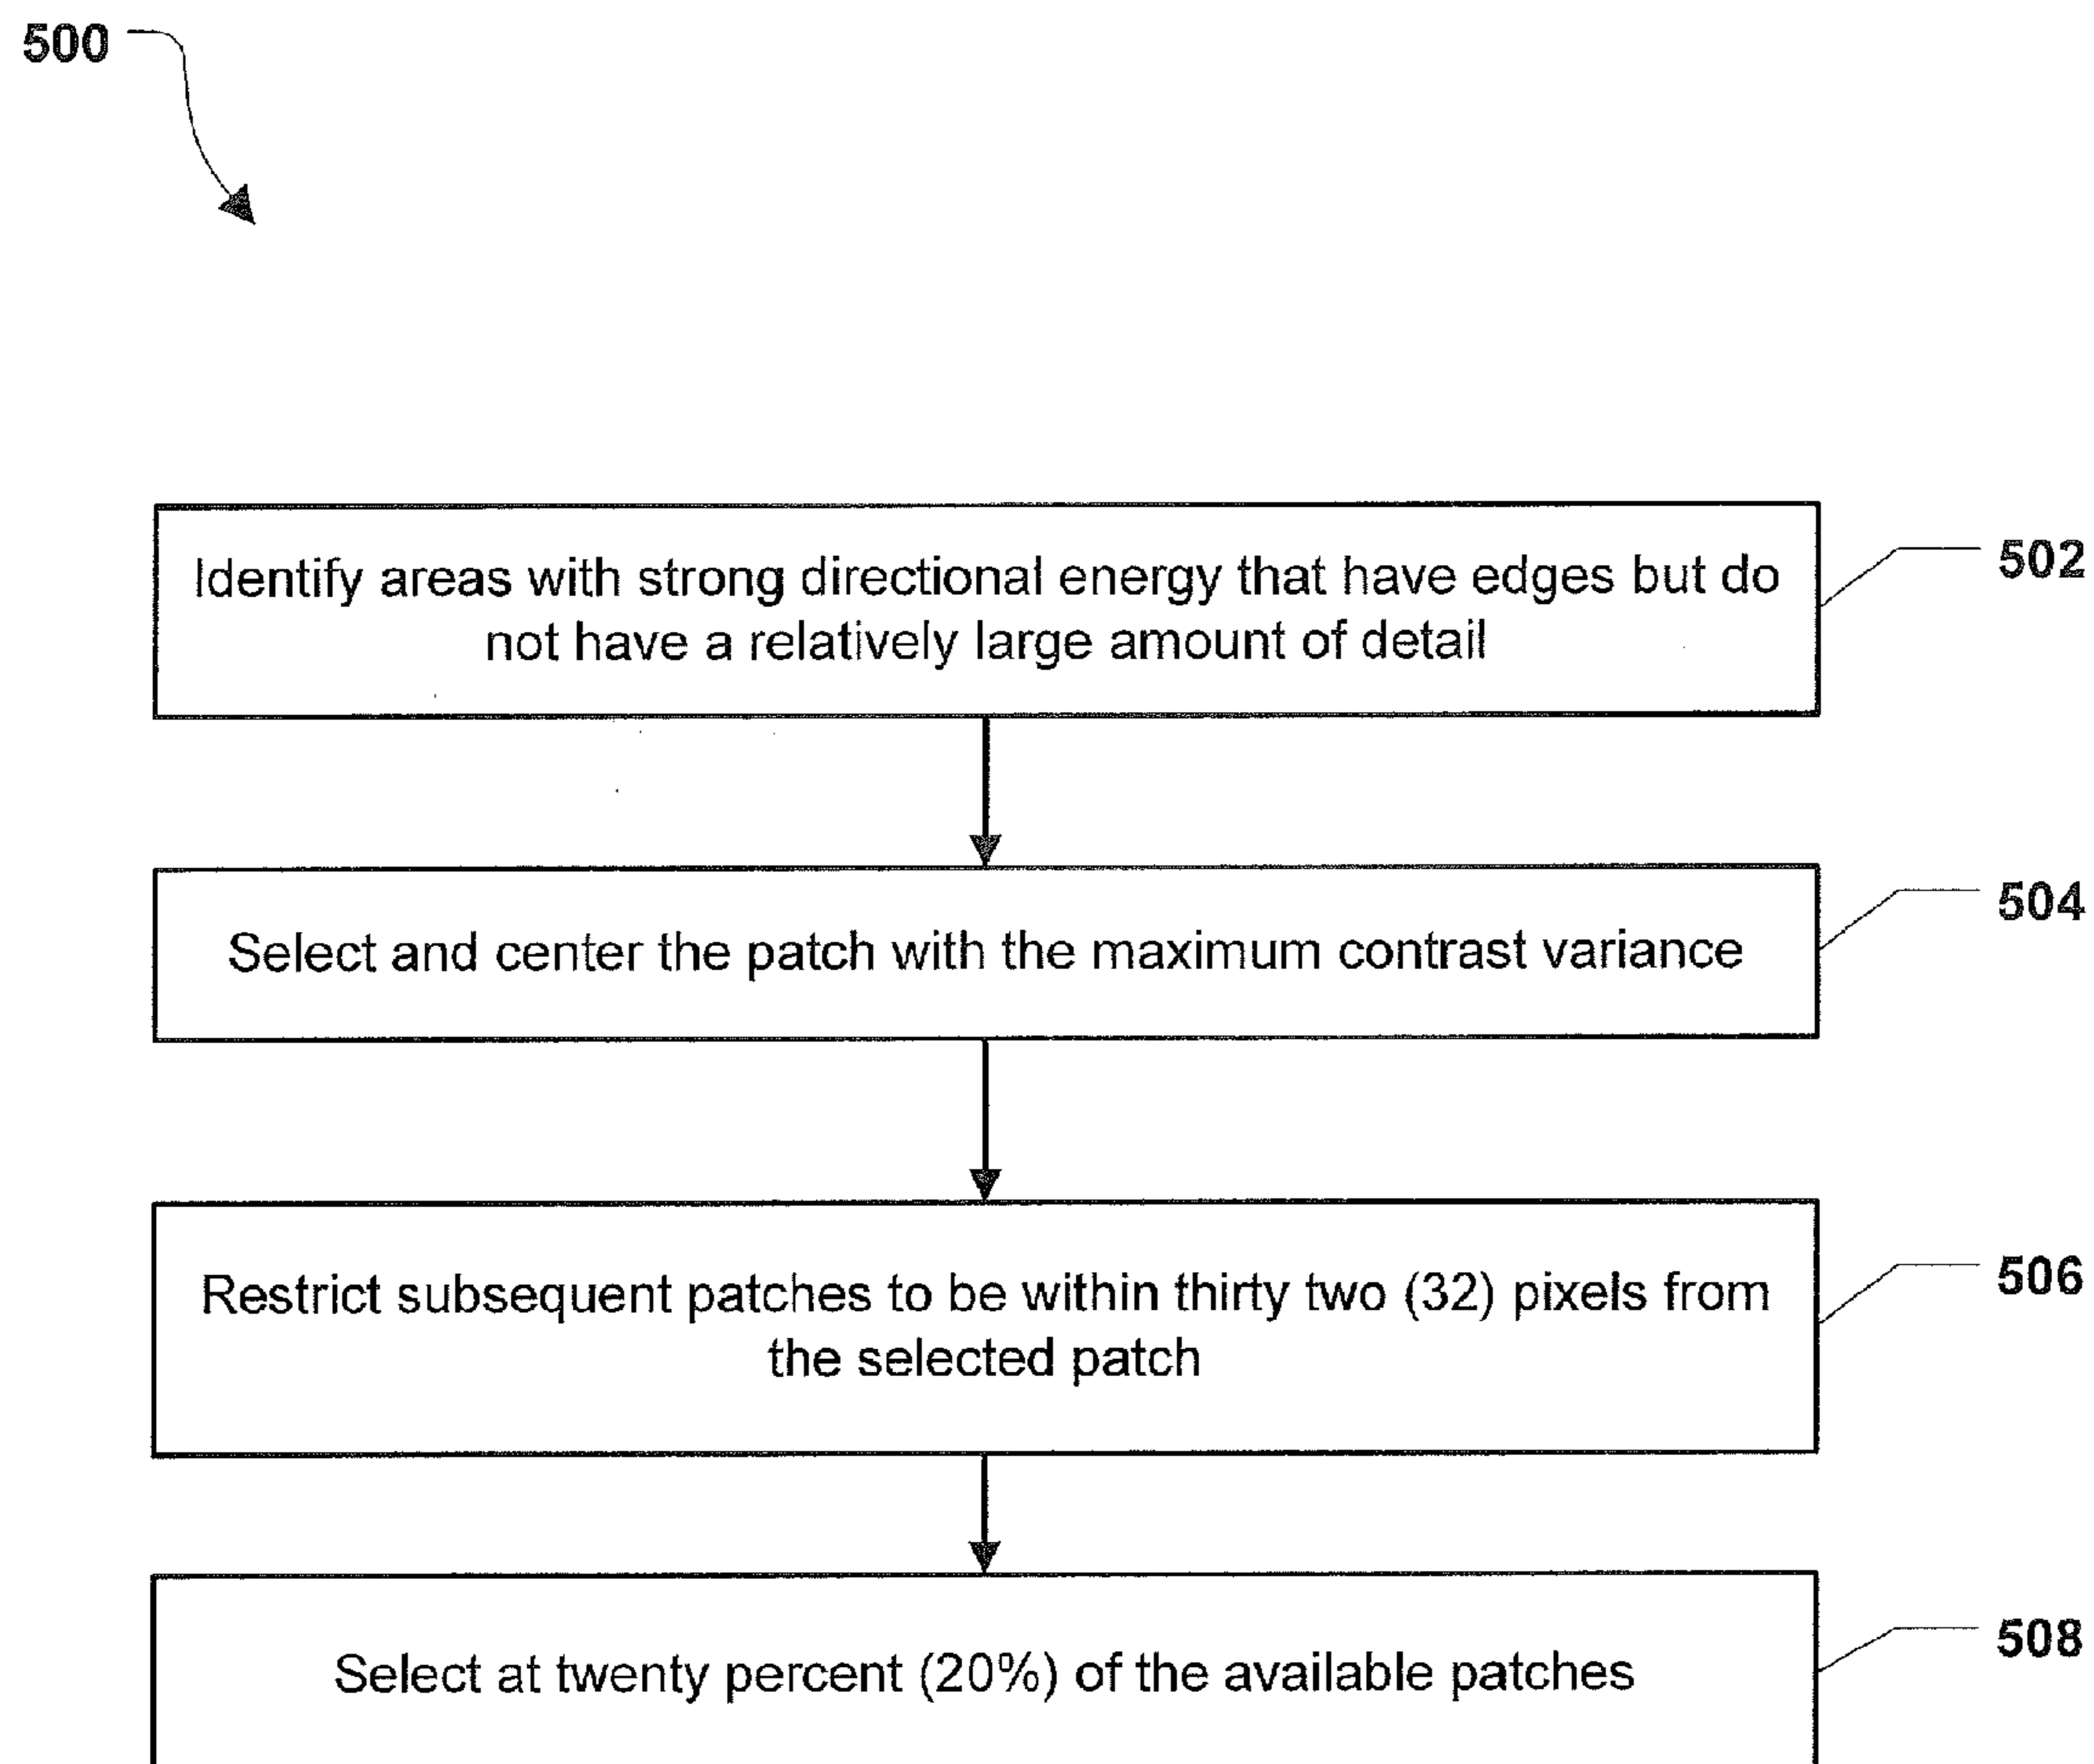 500
Identify areas with strong directional energy that have edges but do
not have a relatively large amount of detail
502
Select and center the patch with the maximum contrast variance
504
Restrict subsequent patches to be within thirty two (32) pixels from
the selected patch
506
Select at twenty percent (20%) of the available patches
508